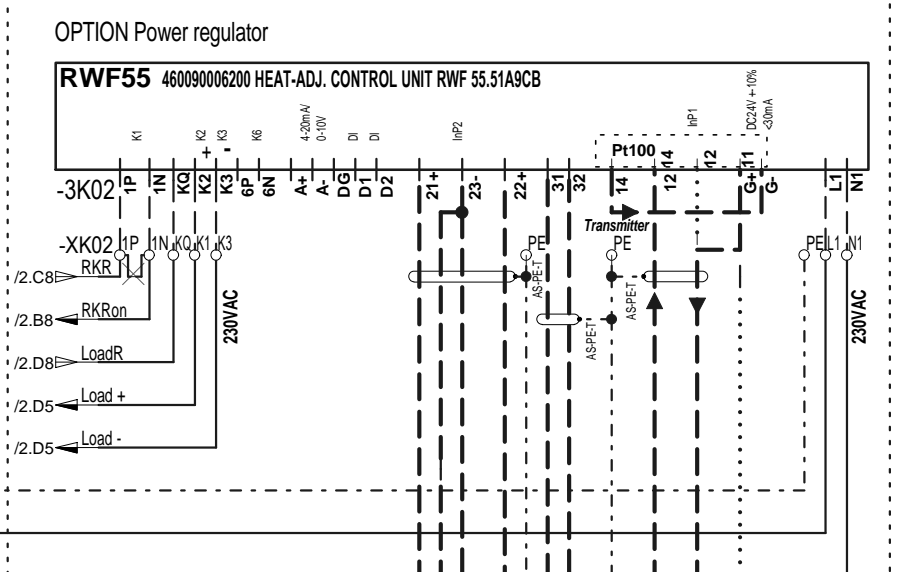 OPTION Power regulator
RWF55 460090006200 HEAT-ADJ. CONTROL UNIT RWF 55.51A9CB
K1 K2 K3 K6 4-20mA/ 0-10V DI DI InP2 InP1 DC24V +-10% <30mA
+ -
Pt100 14 12 11
-3K02 1P 1N KQ K2 K3 6P 6N A+ A- DG D1 D2 21+ 23- 22+ 31 32 14 12 G+ G- L1 N1
Transmitter
-XK02 1P 1N KQ K1 K3 PE PE PE L1 N1
/2.C8 RKR
/2.B8 RKRon
/2.D8 LoadR
/2.D5 Load +
/2.D5 Load -
230VAC
AS-PE-T
AS-PE-T
AS-PE-T
230VAC